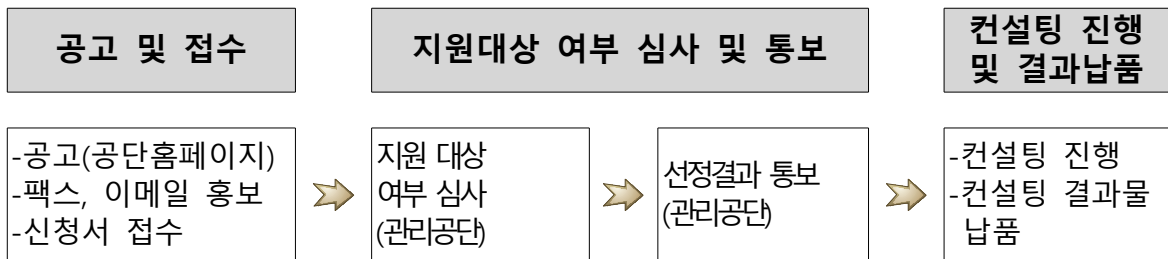 공고 및 접수
지원대상 여부 심사 및 통보
컨설팅 진행
및 결과납품
-공고(공단홈페이지)
-팩스, 이메일 홍보
-신청서 접수
지원 대상
여부 심사
(관리공단)
선정결과 통보
(관리공단)
-컨설팅 진행
-컨설팅 결과물
납품